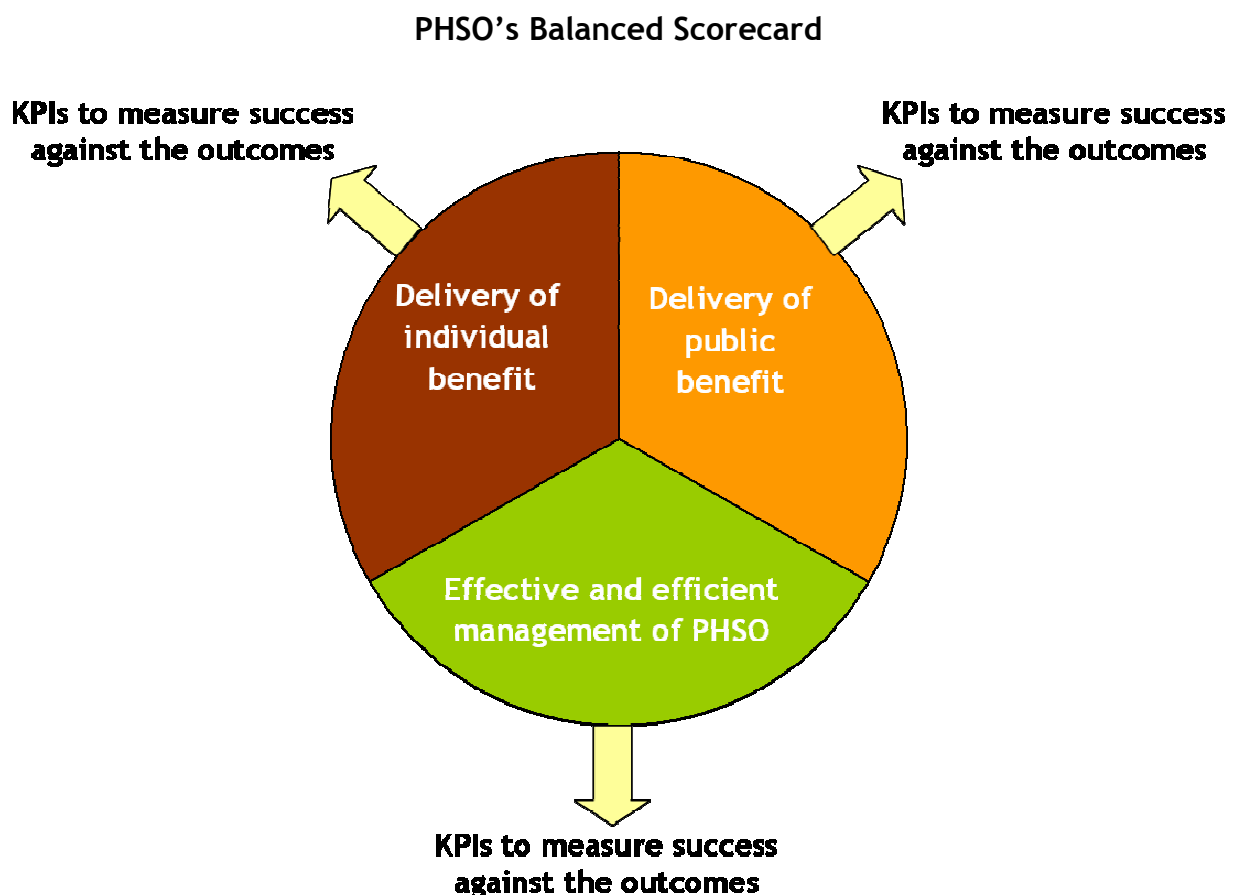 PHSO’s Balanced Scorecard
KPIs to measure success
against the outcomes
KPIs to measure success
against the outcomes
Delivery of
individual
benefit
Delivery of
public
benefit
Effective and efficient
management of PHSO
KPIs to measure success
against the outcomes